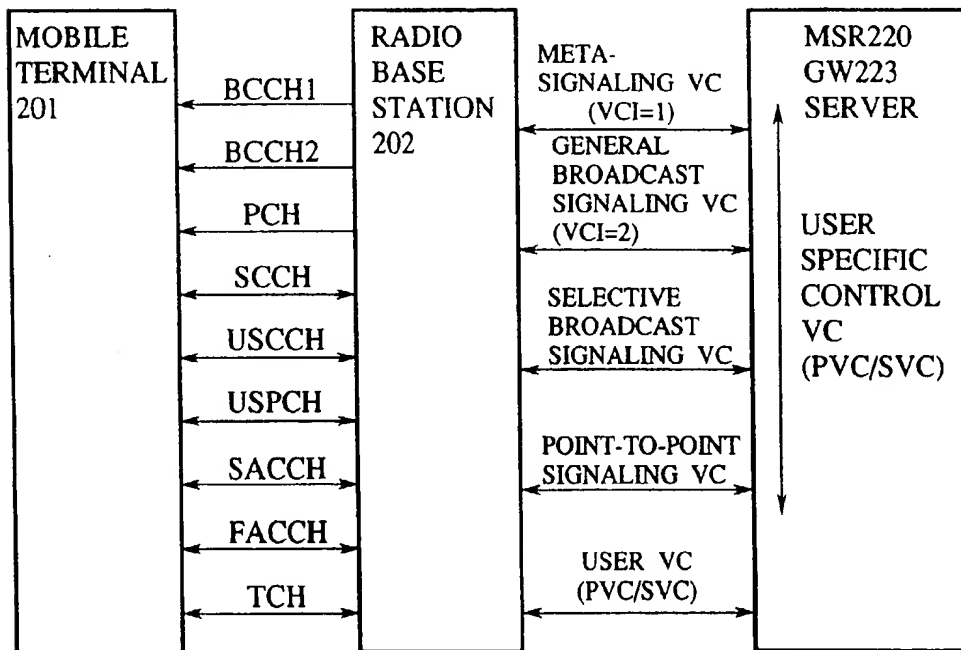 MOBILE
TERMINAL
201
BCCH1
BCCH2
PCH
SCCH
USCCH
USPCH
SACCH
FACCH
TCH
RADIO
BASE
STATION
202
META-
SIGNALING VC
(VCI=1)
GENERAL
BROADCAST
SIGNALING VC
(VCI=2)
SELECTIVE
BROADCAST
SIGNALING VC
POINT-TO-POINT
SIGNALING VC
USER VC
(PVC/SVC)
MSR220
GW223
SERVER
USER
SPECIFIC
CONTROL
VC
(PVC/SVC)